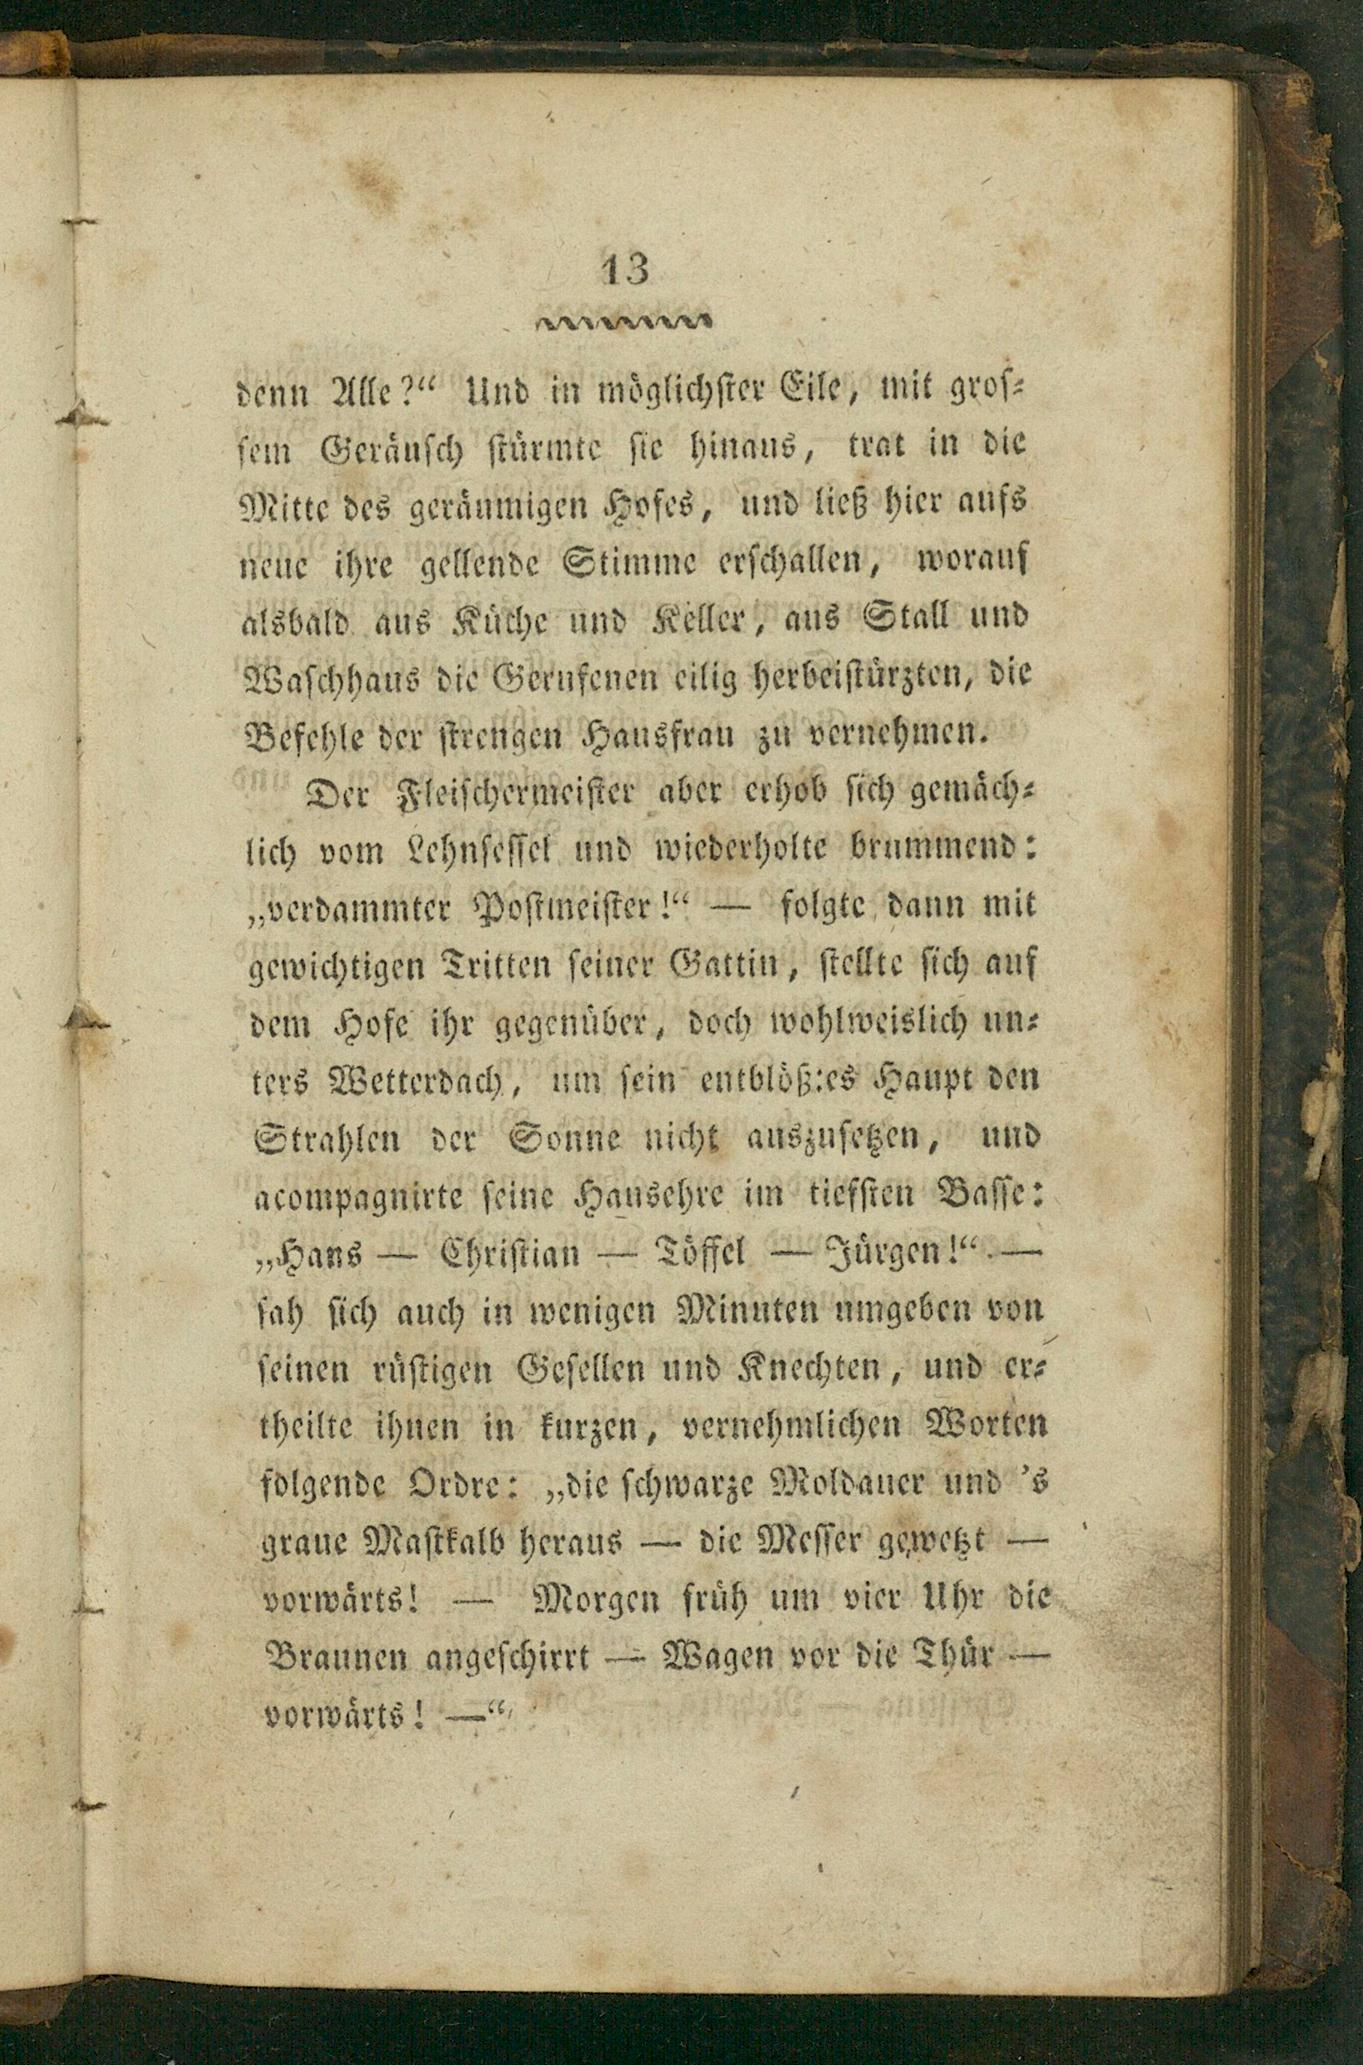 13
denn Alle?“ Und in möglichster Eile, mit gros-
sem Geräusch stürmte sie hinaus, trat in die
Mitte des geräumigen Hofes, und ließ hier aufs
neue ihre gellende Stimme erschallen, worauf
alsbald aus Küche und Keller, aus Stall und
Waschhaus die Gerufenen eilig herbeistürzten, die
Befehle der strengen Hausfrau zu vernehmen.
Der Fleischermeister aber erhob sich gemäch-
lich vom Lehnsessel und wiederholte brummend:
„verdammter Postmeister!“ — folgte dann mit
gewichtigen Tritten seiner Gattin, stellte sich auf
dem Hofe ihr gegenüber, doch wohlweislich un-
ters Wetterdach, um sein entblöß:es Haupt den
Strahlen der Sonne nicht auszusetzen, und
acompagnirte seine Hausehre im tiefsten Basse:
„Hans — Christian — Töffel — Jürgen!“ —
sah sich auch in wenigen Minuten umgeben von
seinen rüstigen Gesellen und Knechten, und er-
theilte ihnen in kurzen, vernehmlichen Worten
folgende Ordre: „die schwarze Moldauer und 's
graue Mastkalb heraus — die Messer gewetzt —
vorwärts! — Morgen früh um vier Uhr die
Braunen angeschirrt — Wagen vor die Thür —
vorwärts! —“